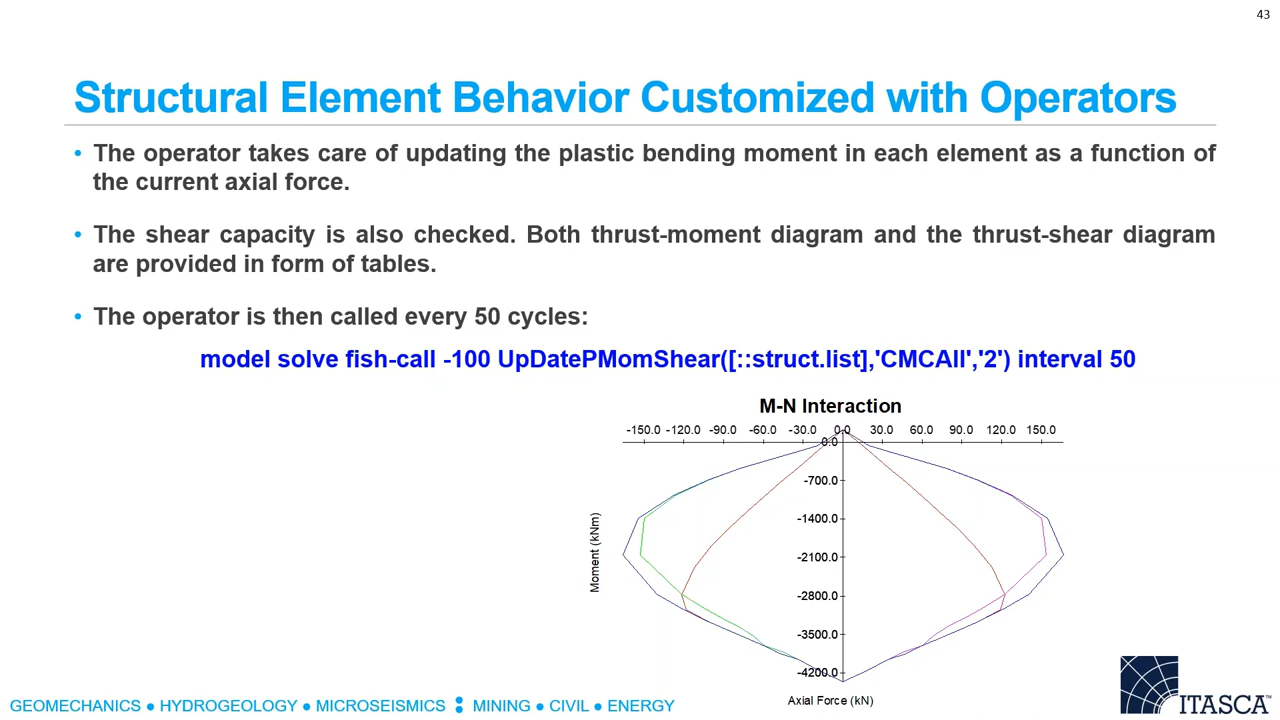 43
Structural Element Behavior Customized with Operators
• The operator takes care of updating the plastic bending moment in each element as a function of
the current axial force.
• The shear capacity is also checked. Both thrust-moment diagram and the thrust-shear diagram
are provided in form of tables.
• The operator is then called every 50 cycles:
model solve fish-call -100 UpDatePMomShear([::struct.list],'CMCAll','2') interval 50
M-N Interaction
-150.0 -120.0 -90.0 -60.0 -30.0 0.0 30.0 60.0 90.0 120.0 150.0
0.0
-700.0
-1400.0
-2100.0
-2800.0
-3500.0
-4200.0
Moment (kNm)
Axial Force (kN)
GEOMECHANICS ● HYDROGEOLOGY ● MICROSEISMICS : MINING ● CIVIL ● ENERGY
ITASCA™